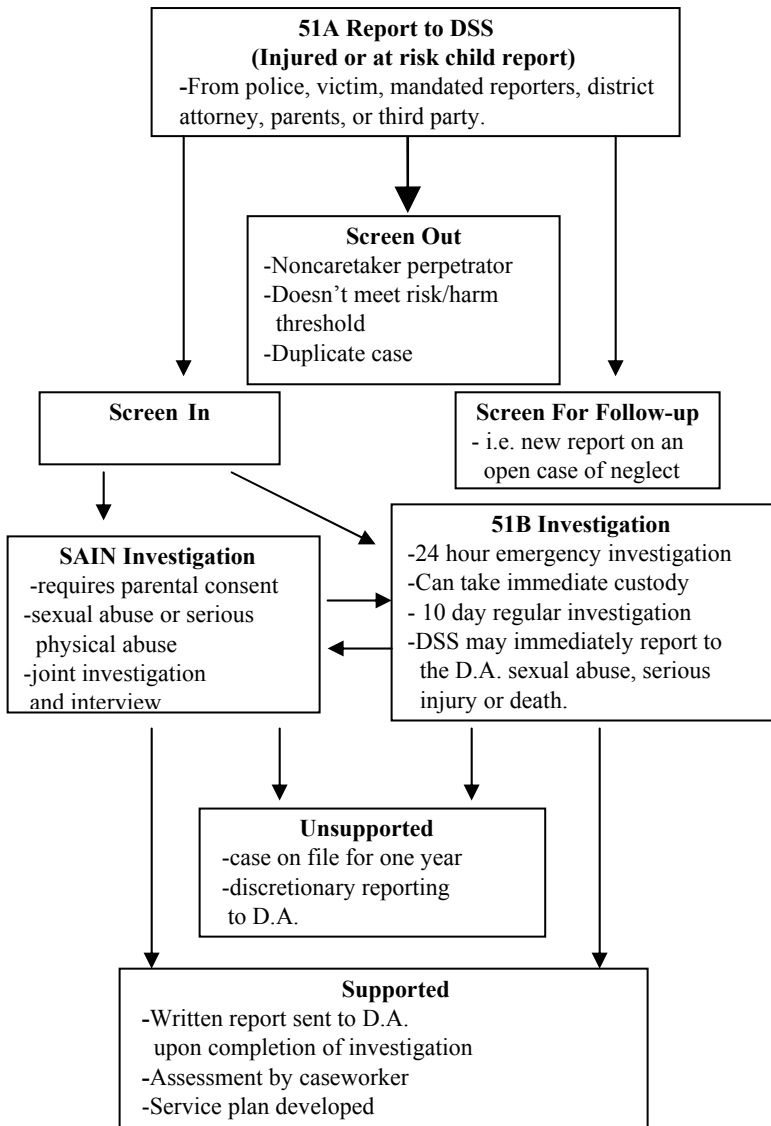 51A Report to DSS
(Injured or at risk child report)
-From police, victim, mandated reporters, district
attorney, parents, or third party.
Screen Out
-Noncaretaker perpetrator
-Doesn’t meet risk/harm
threshold
-Duplicate case
Screen In
Screen For Follow-up
- i.e. new report on an
open case of neglect
SAIN Investigation
-requires parental consent
-sexual abuse or serious
physical abuse
-joint investigation
and interview
51B Investigation
-24 hour emergency investigation
-Can take immediate custody
- 10 day regular investigation
-DSS may immediately report to
the D.A. sexual abuse, serious
injury or death.
Unsupported
-case on file for one year
-discretionary reporting
to D.A.
Supported
-Written report sent to D.A.
upon completion of investigation
-Assessment by caseworker
-Service plan developed